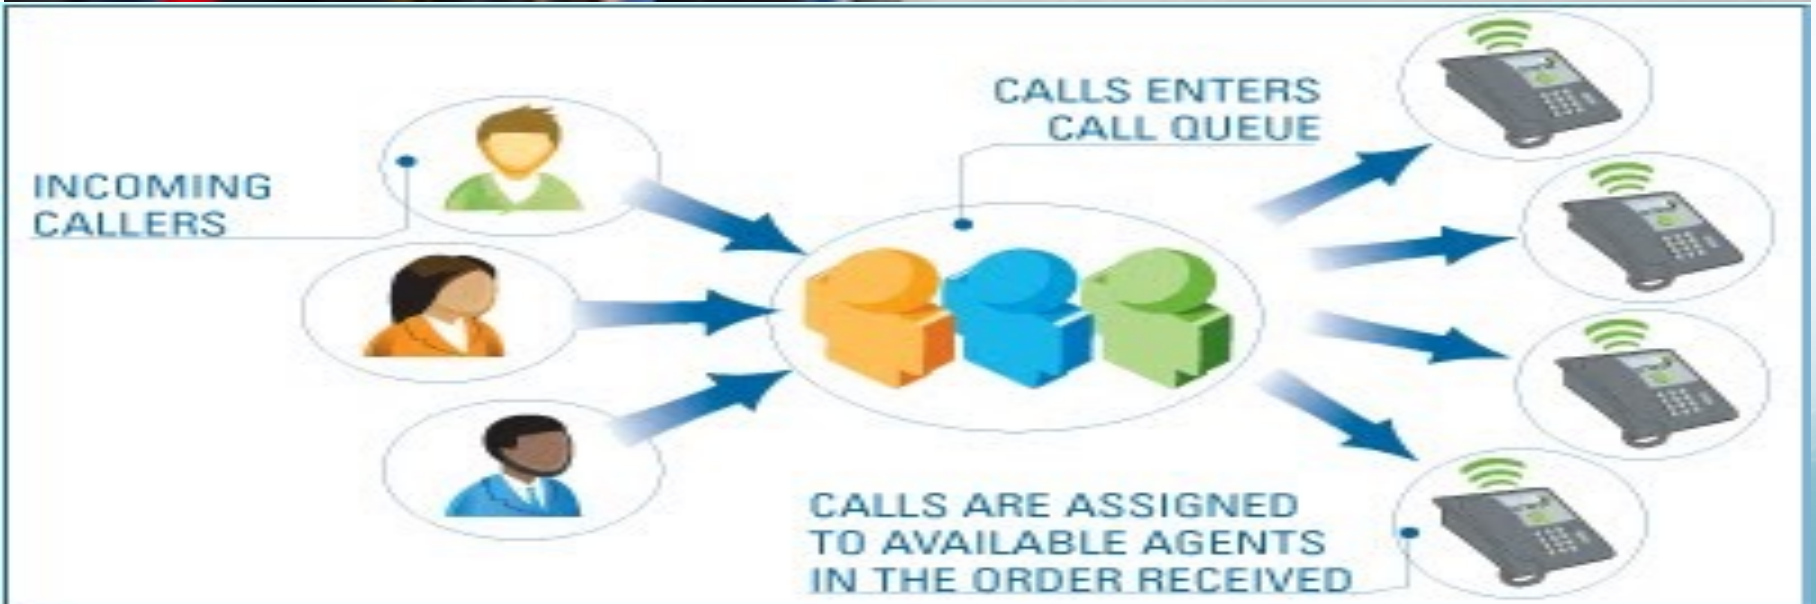 INCOMING
CALLERS
CALLS ENTERS
CALL QUEUE
CALLS ARE ASSIGNED
TO AVAILABLE AGENTS
IN THE ORDER RECEIVED